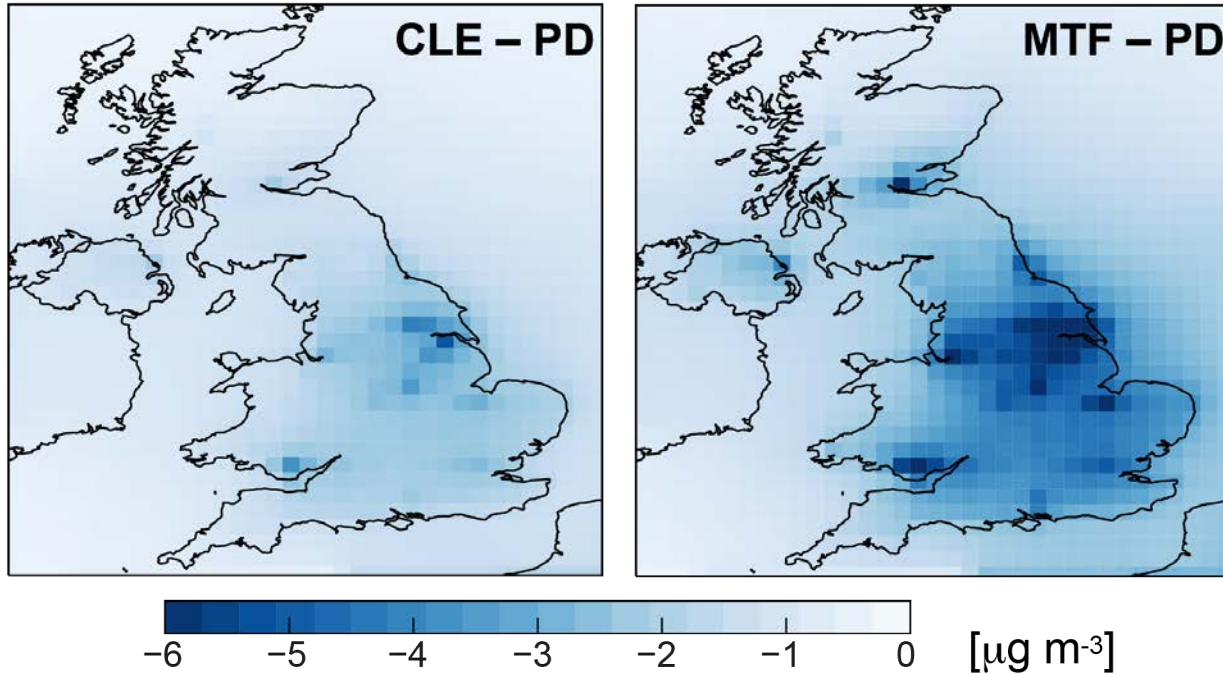 CLE – PD
MTF – PD
−6 −5 −4 −3 −2 −1 0 [μg m-3]